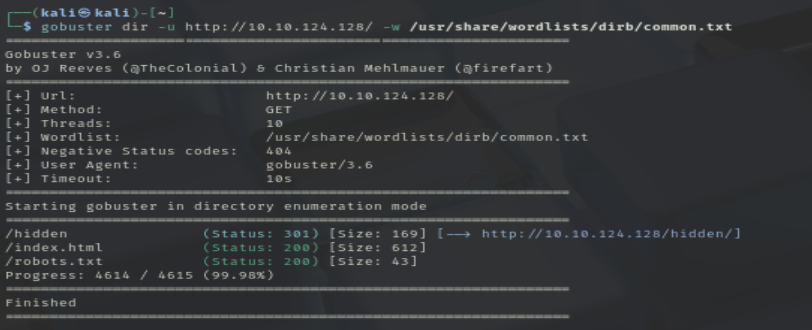 ┌──(kali㉿kali)-[~]
└─$ gobuster dir -u http://10.10.124.128/ -w /usr/share/wordlists/dirb/common.txt
===============================================================
Gobuster v3.6
by OJ Reeves (@TheColonial) & Christian Mehlmauer (@firefart)
===============================================================
[+] Url:                     http://10.10.124.128/
[+] Method:                  GET
[+] Threads:                 10
[+] Wordlist:                /usr/share/wordlists/dirb/common.txt
[+] Negative Status codes:   404
[+] User Agent:              gobuster/3.6
[+] Timeout:                 10s
===============================================================
Starting gobuster in directory enumeration mode
===============================================================
/hidden               (Status: 301) [Size: 169] [--> http://10.10.124.128/hidden/]
/index.html           (Status: 200) [Size: 612]
/robots.txt           (Status: 200) [Size: 43]
Progress: 4614 / 4615 (99.98%)
===============================================================
Finished
===============================================================